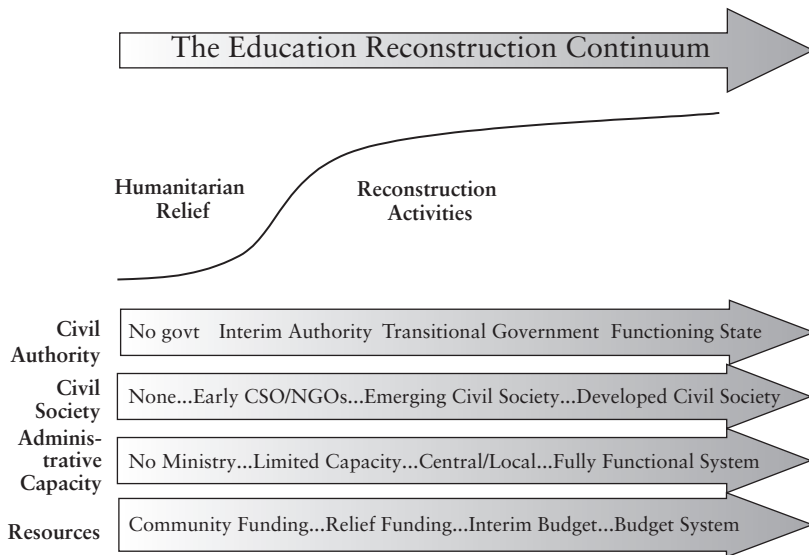 The Education Reconstruction Continuum
Humanitarian
Relief
Reconstruction
Activities
Civil
Authority
No govt Interim Authority Transitional Government Functioning State
Civil
Society
None...Early CSO/NGOs...Emerging Civil Society...Developed Civil Society
Adminis-
trative
Capacity
No Ministry...Limited Capacity...Central/Local...Fully Functional System
Resources
Community Funding...Relief Funding...Interim Budget...Budget System